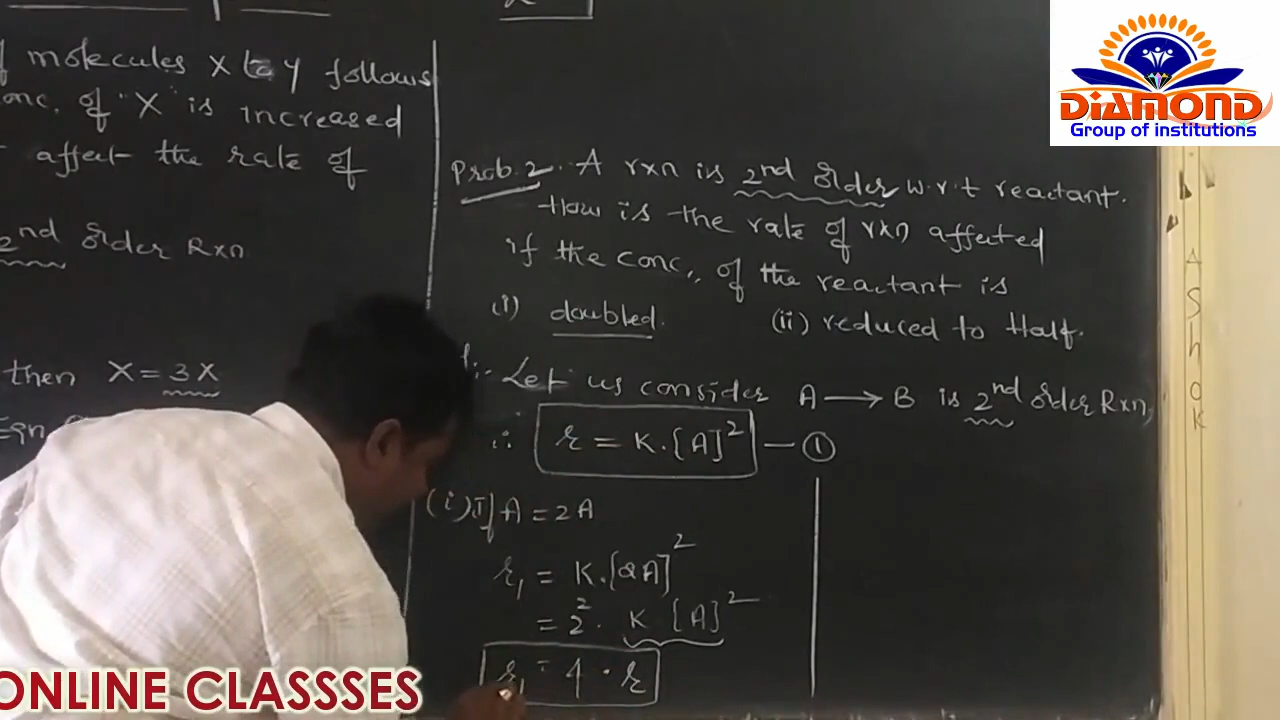 f molecules X to Y follows
onc. of "X" is increased
affect the rate of
2nd order Rxn
then X = 3X
Eqn
Prob.2. A rxn is 2nd order w.r.t reactant.
How is the rate of rxn affected
if the conc., of the reactant is
(i) doubled. (ii) reduced to Half.
Let us consider A → B is 2nd order Rxn,
∴ r = K.[A]² — ①
(i) If A = 2A
r₁ = K.[2A]²
= 2². K [A]²
r₁ = 4 . r
DiAMOND
Group of institutions
AShok
ONLINE CLASSSES